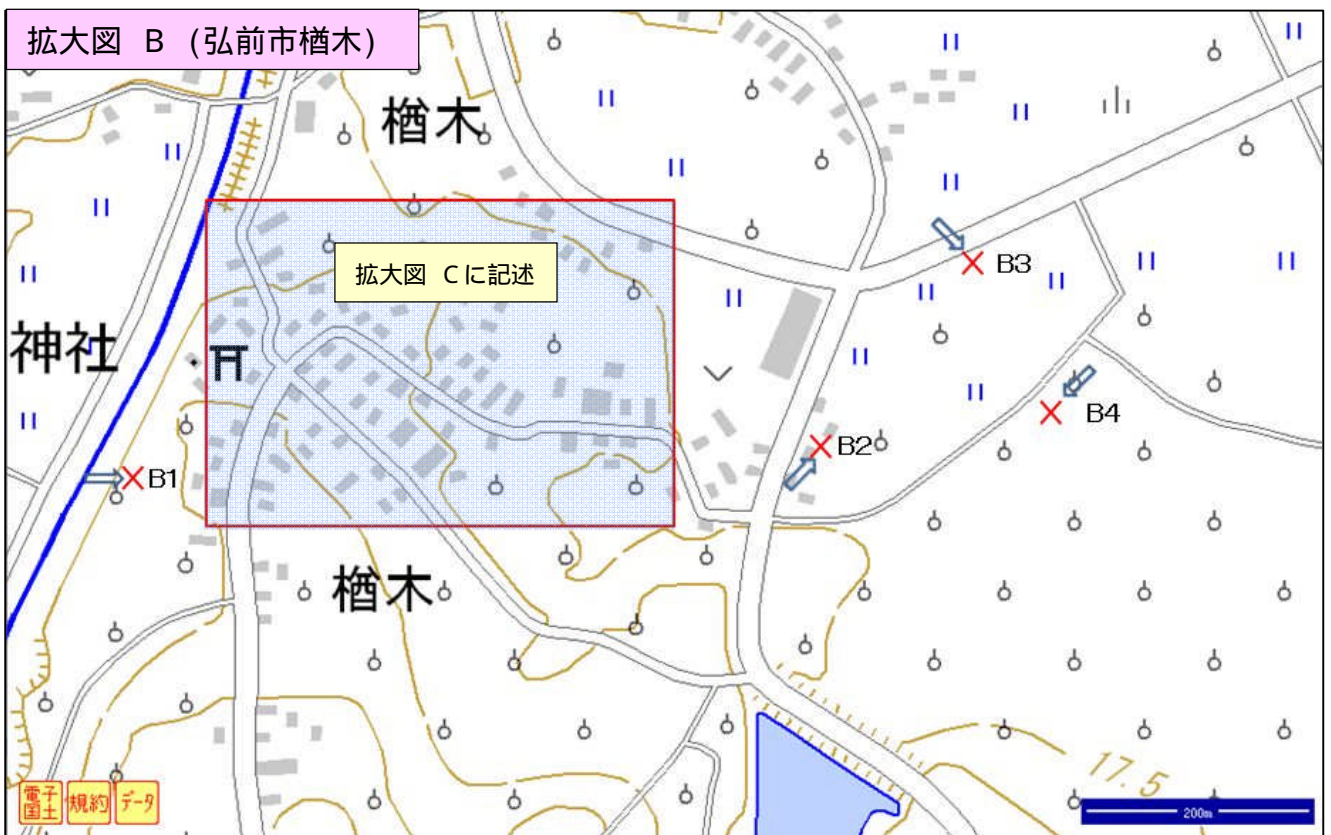 拡大図 B (弘前市楢木)
楢木
拡大図 Cに記述
神社
B3
B4
B2
B1
楢木
17.5
電子国土
規約
データ
200m